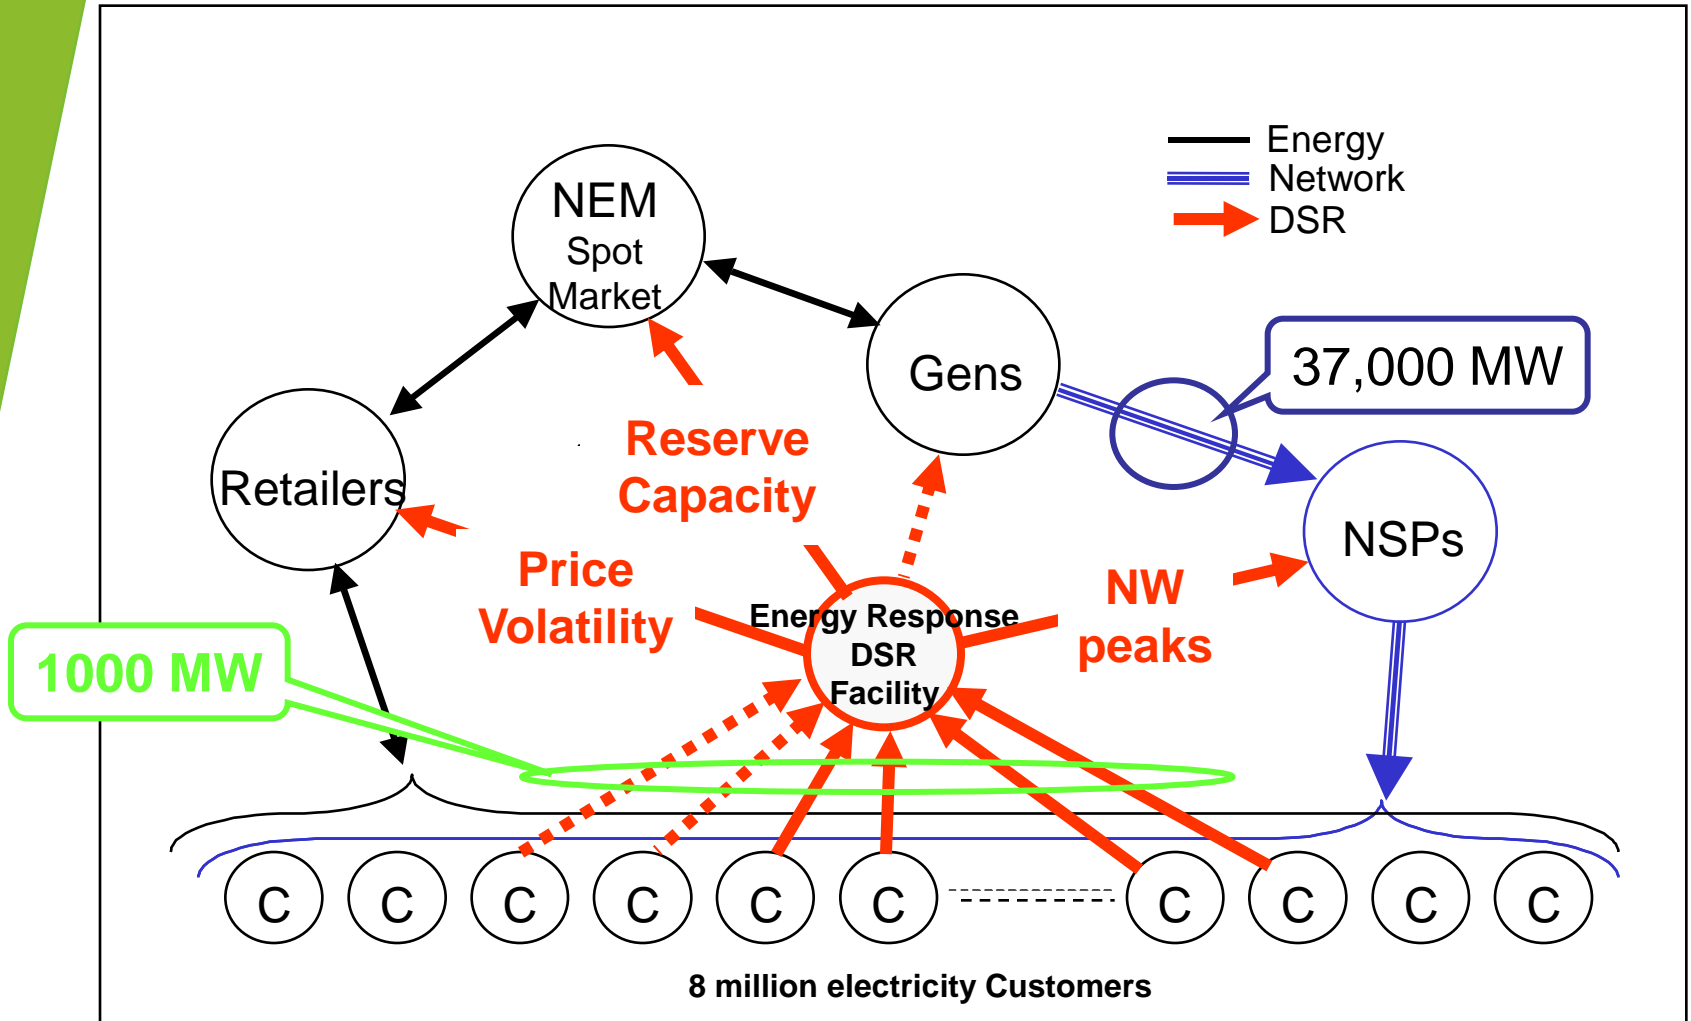 Energy
Network
DSR
NEM
Spot
Market
Gens
37,000 MW
Reserve
Capacity
Retailers
NSPs
Price
Volatility
NW
peaks
Energy Response
DSR
Facility
1000 MW
C C C C C C C C C C
8 million electricity Customers